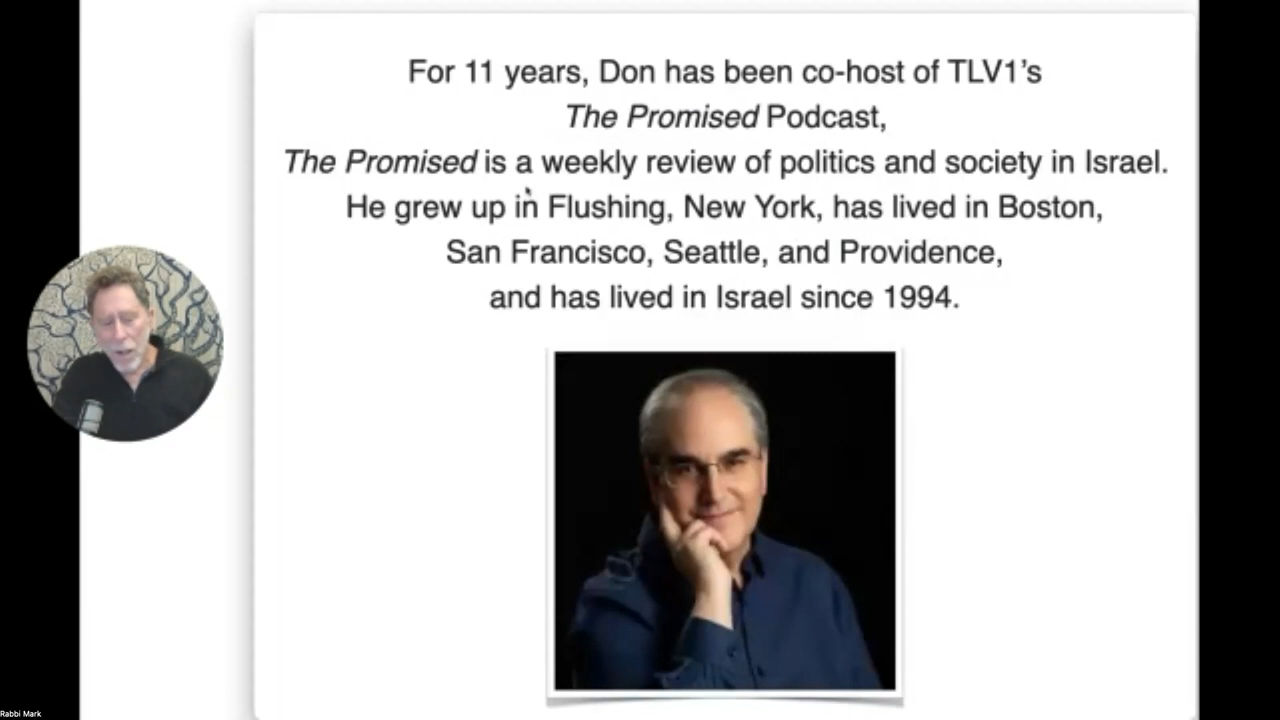 For 11 years, Don has been co-host of TLV1’s
The Promised Podcast,
The Promised is a weekly review of politics and society in Israel.
He grew up in Flushing, New York, has lived in Boston,
San Francisco, Seattle, and Providence,
and has lived in Israel since 1994.
Rabbi Mark